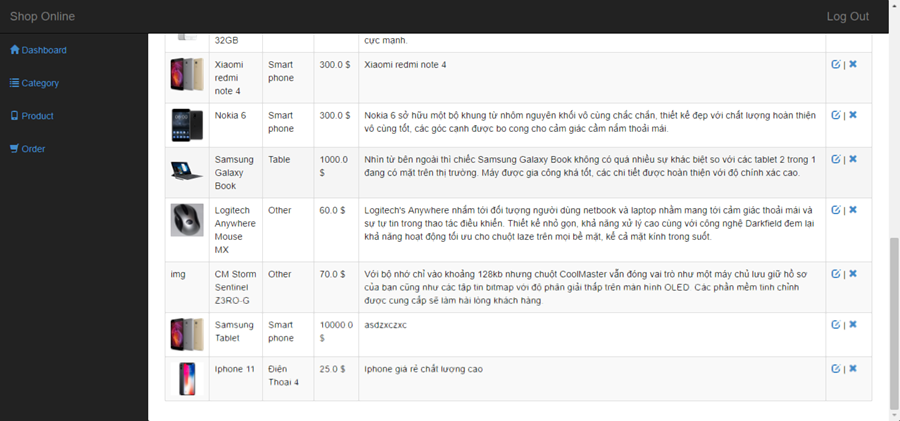 Shop Online
Log Out
Dashboard
Category
Product
Order
32GB
cực mạnh.
Xiaomi
redmi
note 4
Smart
phone
300.0 $
Xiaomi redmi note 4
|
Nokia 6
Smart
phone
300.0 $
Nokia 6 sở hữu một bộ khung từ nhôm nguyên khối vô cùng chắc chắn, thiết kế đẹp với chất lượng hoàn thiện
vô cùng tốt, các góc cạnh được bo cong cho cảm giác cầm nắm thoải mái.
|
Samsung
Galaxy
Book
Table
1000.0
$
Nhìn từ bên ngoài thì chiếc Samsung Galaxy Book không có quá nhiều sự khác biệt so với các tablet 2 trong 1
đang có mặt trên thị trường. Máy được gia công khá tốt, các chi tiết được hoàn thiện với độ chính xác cao.
|
Logitech
Anywhere
Mouse
MX
Other
60.0 $
Logitech's Anywhere nhắm tới đối tượng người dùng netbook và laptop nhằm mang tới cảm giác thoải mái và
sự tự tin trong thao tác điều khiển. Thiết kế nhỏ gọn, khả năng xử lý cao cùng với công nghệ Darkfield đem lại
khả năng hoạt động tối ưu cho chuột laze trên mọi bề mặt, kể cả mặt kính trong suốt.
|
img
CM Storm
Sentinel
Z3RO-G
Other
70.0 $
Với bộ nhớ chỉ vào khoảng 128kb nhưng chuột CoolMaster vẫn đóng vai trò như một máy chủ lưu giữ hồ sơ
của bạn cũng như các tập tin bitmap với độ phân giải thấp trên màn hình OLED. Các phần mềm tinh chỉnh
được cung cấp sẽ làm hài lòng khách hàng.
|
Samsung
Tablet
Smart
phone
10000.0
$
asdzxczxc
|
Iphone 11
Điện
Thoại 4
25.0 $
Iphone giá rẻ chất lượng cao
|